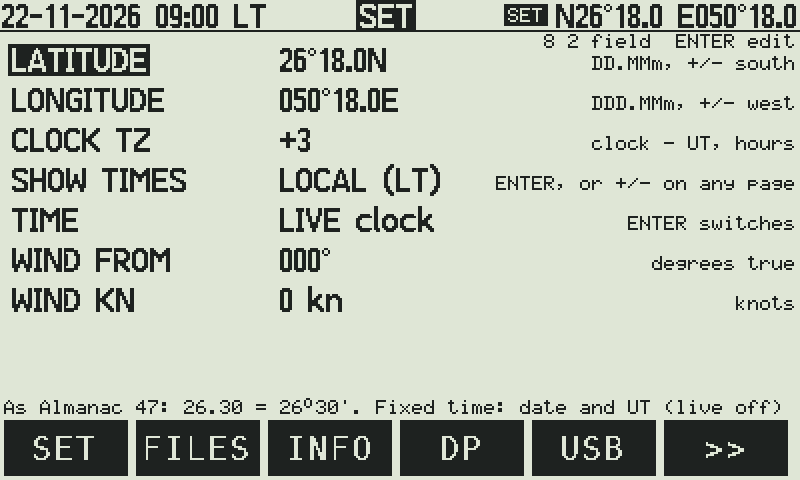 22-11-2026 09:00 LT SET SET N26°18.0 E050°18.0
8 2 field ENTER edit
LATITUDE 26°18.0N DD.MMm, +/- south
LONGITUDE 050°18.0E DDD.MMm, +/- west
CLOCK TZ +3 clock - UT, hours
SHOW TIMES LOCAL (LT) ENTER, or +/- on any page
TIME LIVE clock ENTER switches
WIND FROM 000° degrees true
WIND KN 0 kn knots
As Almanac 47: 26.30 = 26°30'. Fixed time: date and UT (live off)
SET FILES INFO DP USB >>